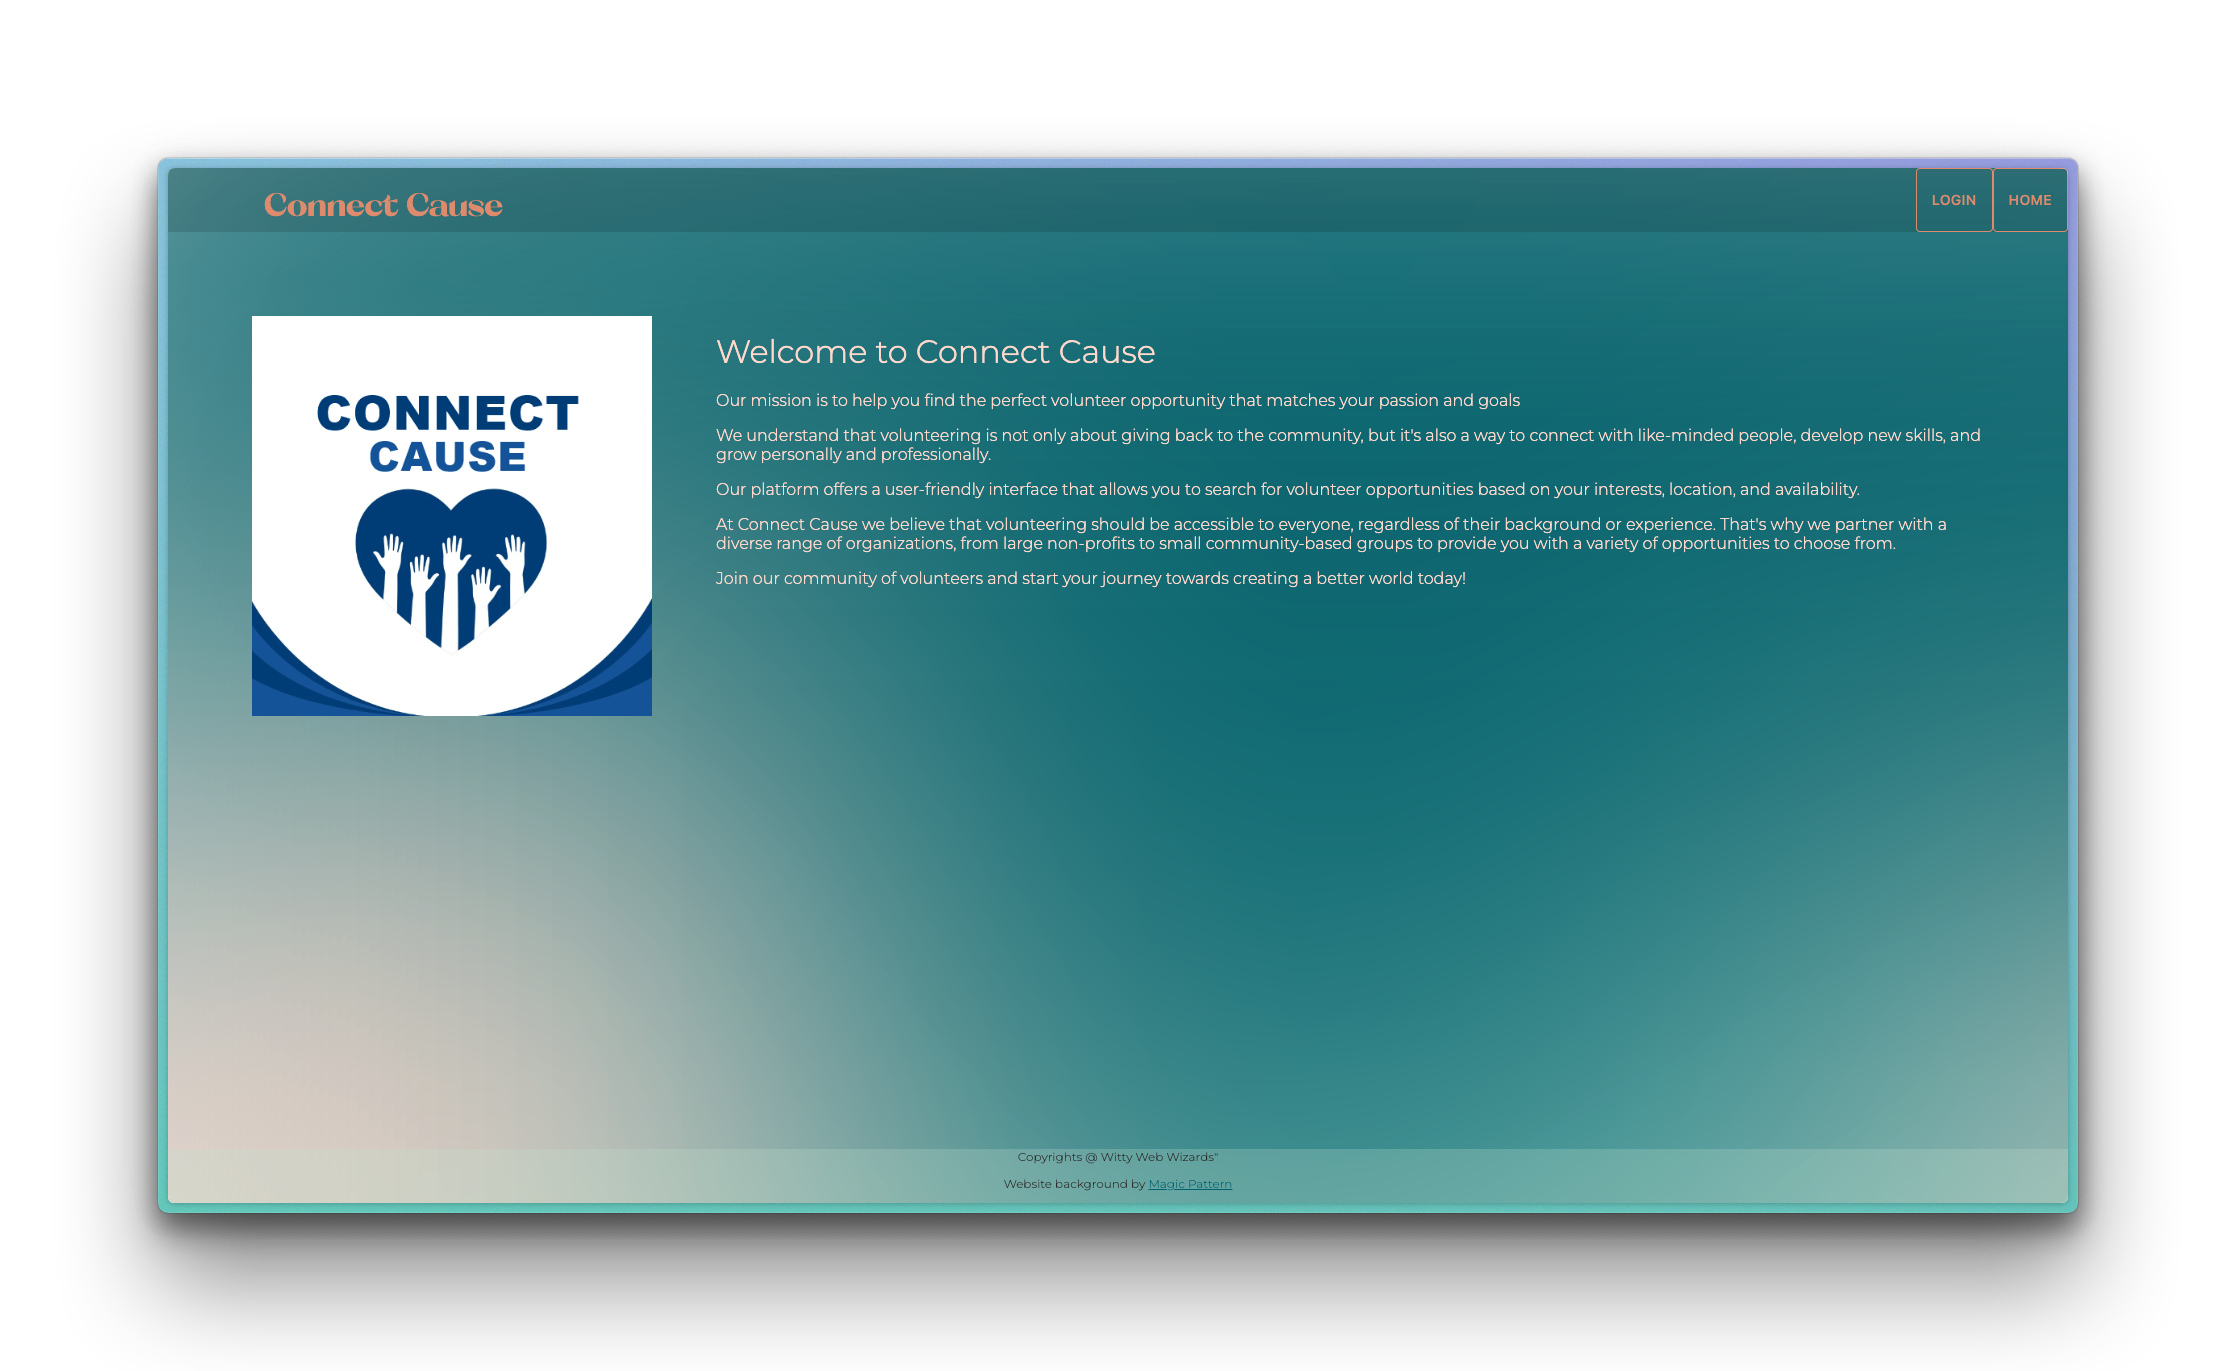 Connect Cause
LOGIN
HOME
CONNECT
CAUSE
Welcome to Connect Cause
Our mission is to help you find the perfect volunteer opportunity that matches your passion and goals
We understand that volunteering is not only about giving back to the community, but it's also a way to connect with like-minded people, develop new skills, and
grow personally and professionally.
Our platform offers a user-friendly interface that allows you to search for volunteer opportunities based on your interests, location, and availability.
At Connect Cause we believe that volunteering should be accessible to everyone, regardless of their background or experience. That's why we partner with a
diverse range of organizations, from large non-profits to small community-based groups to provide you with a variety of opportunities to choose from.
Join our community of volunteers and start your journey towards creating a better world today!
Copyrights @ Witty Web Wizards"
Website background by Magic Pattern